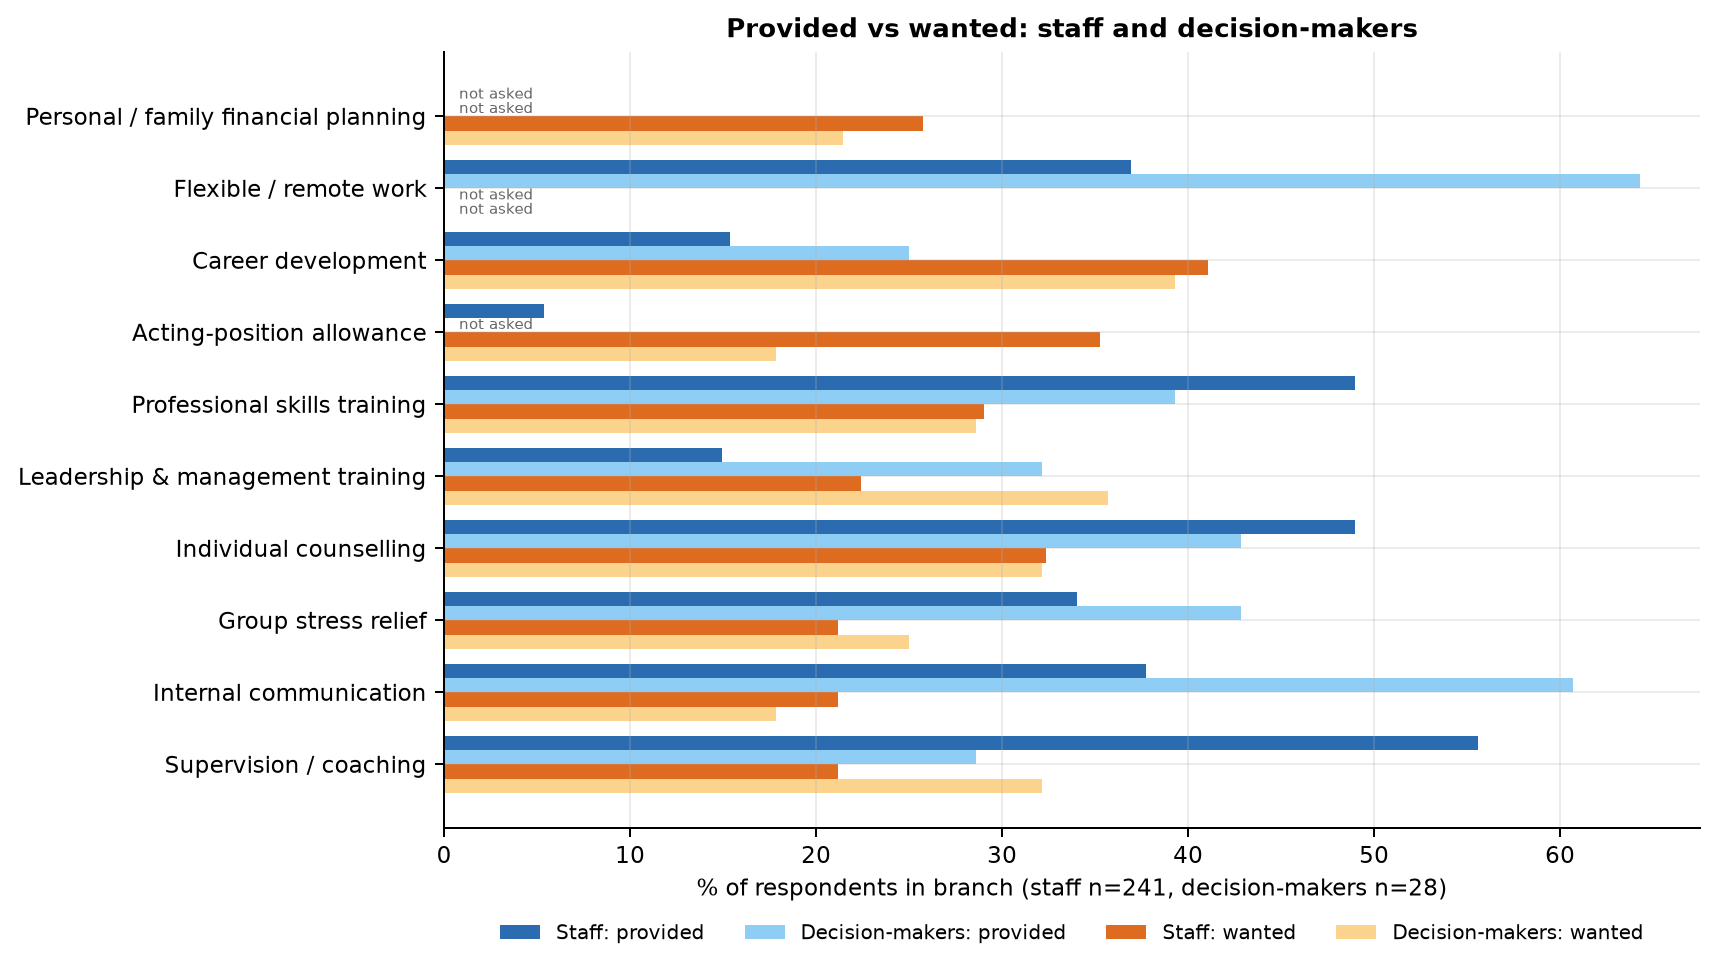 Provided vs wanted: staff and decision-makers
not asked
not asked
Personal / family financial planning
Flexible / remote work
not asked
not asked
Career development
not asked
Acting-position allowance
Professional skills training
Leadership & management training
Individual counselling
Group stress relief
Internal communication
Supervision / coaching
0 10 20 30 40 50 60
% of respondents in branch (staff n=241, decision-makers n=28)
Staff: provided Decision-makers: provided Staff: wanted Decision-makers: wanted